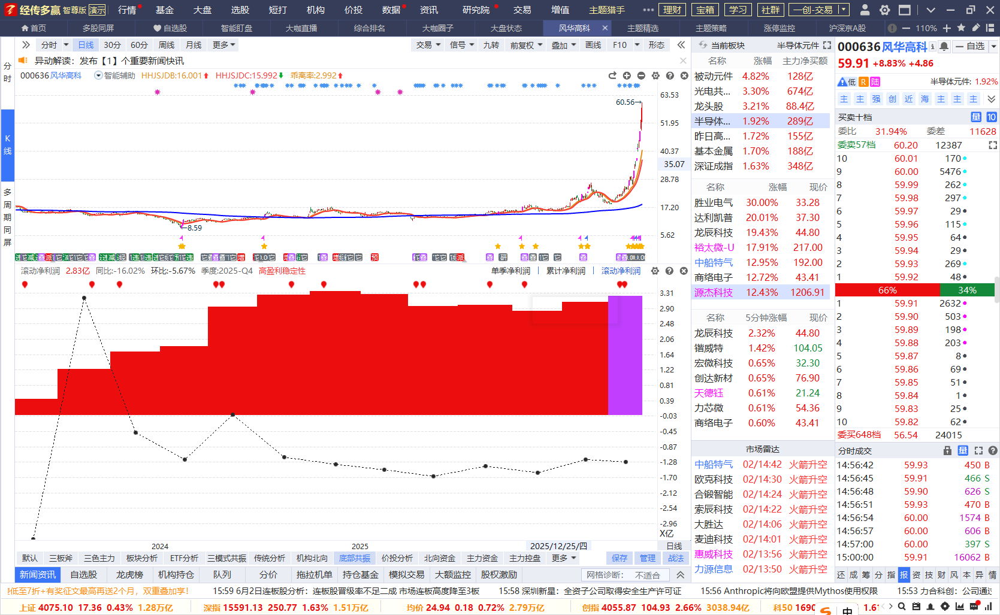 经传多赢 智尊版 演示 行情 基金 大盘 选股 短打 机构 价投 数据 资讯 研究院 交易 增值 主题猎手 理财 宝箱 学习 社群 一创-交易
首页 多股同屏 自选股 智能盯盘 大咖直播 综合排名 大咖圈子 大盘状态 风华高科 主题精选 主题策略 涨停监控 沪深京A股 110%
分时 日线 30分 60分 周线 月线 更多 交易 信号 九转 前复权 叠加 画线 F10 形态
异动解读：发布【1】个重要新闻快讯
000636 风华高科 智能辅助 HHJSJDB:16.001 HHJSJDC:15.992 乖离率:2.992
分时
K线
多周期同屏
63.53
60.56
51.95
40.37
35.07
28.78
17.20
8.59
5.62
滚动净利润 2.83亿 同比:-16.02% 环比:-5.67% 季度:2025-Q4 高盈利稳定性 单季净利润 累计净利润 滚动净利润
3.31
2.90
2.48
2.06
1.64
1.22
0.81
0.39
-0.03
-0.45
-0.87
-1.28
-1.70
-2.12
-2.54
-2.96
X亿
2024 2025 2025/12/25/四 日线
默认 三板斧 三色主力 板块分析 ETF分析 三模式共振 传统分析 机构北向 底部共振 价投分析 北向资金 主力资金 主力控盘 更多 保存 管理 战法
新闻资讯 自选股 龙虎榜 机构持仓 队列 分价 拖拉机单 持仓基金 模拟交易 大额监控 股权激励 网格诊断： 不适合
当前板块 半导体元件
名称 涨幅 主力净买额
被动元件 4.82% 128亿
光电共... 3.30% 674亿
龙头股 3.21% 88.4亿
半导体... 1.92% 289亿
昨日高... 1.72% 155亿
基本金属 1.70% 188亿
深证成指 1.63% 348亿
名称 涨幅 现价
胜业电气 30.00% 33.28
达利凯普 20.01% 37.30
龙辰科技 19.43% 44.80
裕太微-U 17.91% 217.00
中船特气 12.95% 192.00
商络电子 12.72% 43.41
源杰科技 12.43% 1206.91
名称 5分钟涨幅 现价
龙辰科技 2.32% 44.80
锴威特 1.42% 104.05
宏微科技 0.65% 32.30
创达新材 0.65% 76.90
天德钰 0.61% 21.24
力芯微 0.61% 54.36
商络电子 0.60% 43.41
市场雷达
中船特气 02/14:42 火箭升空
欧克科技 02/14:30 火箭升空
合锻智能 02/14:24 火箭升空
索辰科技 02/14:22 火箭升空
大胜达 02/14:06 火箭升空
麦迪科技 02/14:01 火箭升空
惠威科技 02/13:56 火箭升空
力源信息 02/13:50 火箭升空
000636 风华高科 自选
59.91 +8.83% +4.86
低 R 陆 半导体元件: 1.92%
主 主 强 创 近 海 主 主 主
买卖十档 量 10
委比 31.94% 委差 11628
委卖57档 60.20 12387
10 60.01 170
9 60.00 5476
8 59.99 262
7 59.98 297
6 59.97 29
5 59.96 115
4 59.95 64
3 59.94 29
2 59.93 269
1 59.92 48
66% 34%
1 59.91 2632
2 59.90 503
3 59.89 198
4 59.88 203
5 59.87 8
6 59.86 69
7 59.85 51
8 59.84 1
9 59.83 25
10 59.82 62
委买648档 56.54 24015
分时成交 量
14:56:42 59.93 450 B
14:56:45 59.91 466 S
14:56:48 59.90 626 S
14:56:51 59.93 470 B
14:56:54 60.00 1574 B
14:56:57 60.00 606 B
14:57:00 60.00 397 S
15:00:00 59.91 16062 B
还 成 筹 分 指 报 资 技 财 风 本 异 情
低至7折+有奖征文最高再送2个月，双重叠加享！ 15:59 6月2日连板股分析：连板股晋级率不足二成 市场连板高度降至3板 15:58 深圳新星：全资子公司取得安全生产许可证 15:56 Anthropic将向欧盟提供Mythos使用权限 15:53 力合科创：公司通过
上证 4075.10 17.36 0.43% 1.28万亿 深指 15591.13 250.77 1.63% 1.51万亿 均价 24.94 0.18 0.72% 2.79万亿 创指 4055.87 104.93 2.66% 3038.94亿 科50 1690 中 1.61